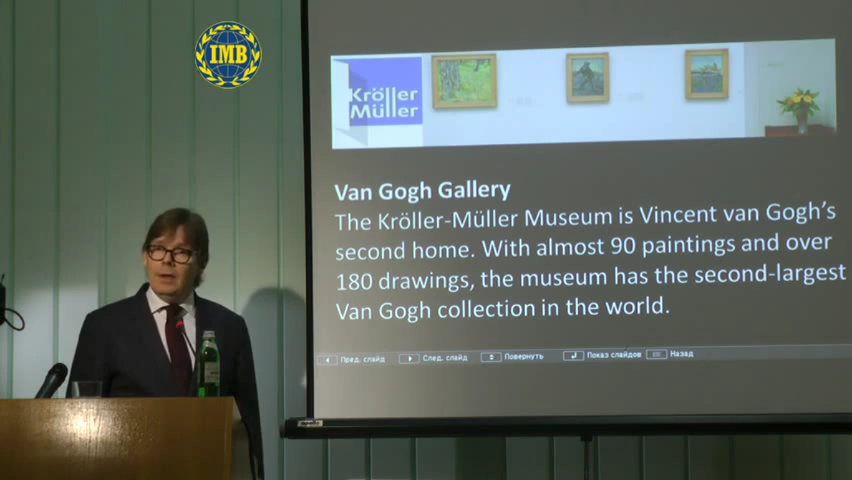 IMB
Kröller
Müller
Van Gogh Gallery
The Kröller-Müller Museum is Vincent van Gogh's
second home. With almost 90 paintings and over
180 drawings, the museum has the second-largest
Van Gogh collection in the world.
Пред. слайд След. слайд Повернуть Показ слайдов Назад